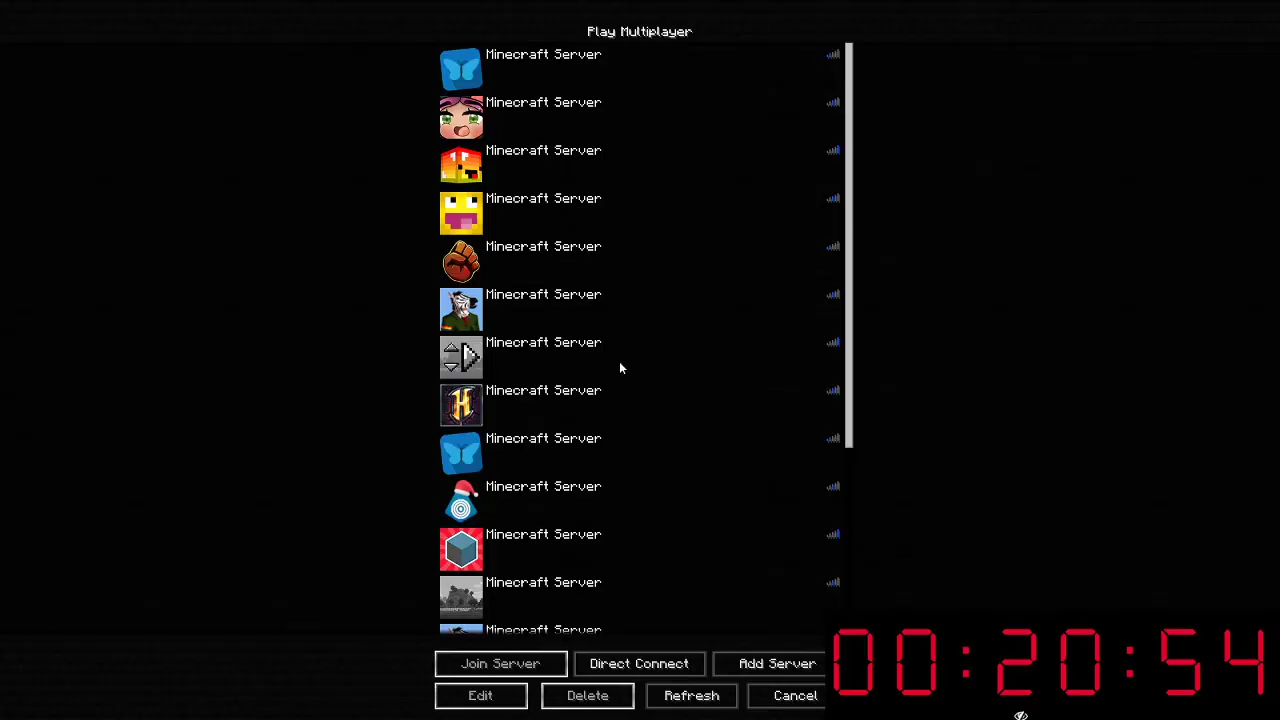 Play Multiplayer
Minecraft Server
Minecraft Server
Minecraft Server
Minecraft Server
Minecraft Server
Minecraft Server
Minecraft Server
Minecraft Server
Minecraft Server
Minecraft Server
Minecraft Server
Minecraft Server
Minecraft Server
Join Server Direct Connect Add Server
Edit Delete Refresh Cancel
00:20:54